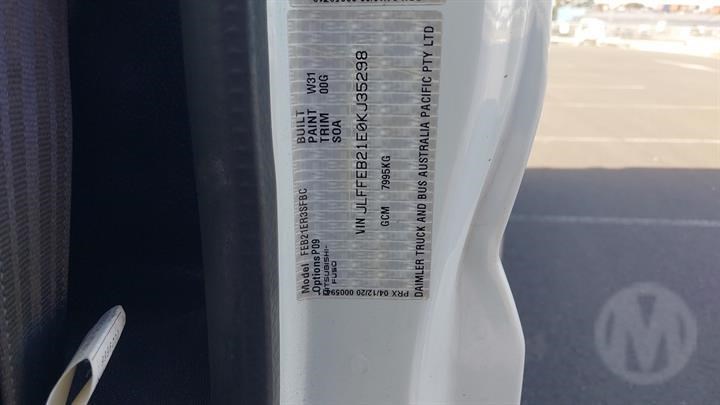 Model FEB21ER3SFBC BUILT
Options P09 PAINT W31
MITSUBISHI- TRIM 00G
FUSO SOA
VIN JLFFEB21E0KJ35298
GCM 7995KG
PRX 04/12/20
DAIMLER TRUCK AND BUS AUSTRALIA PACIFIC PTY LTD
M